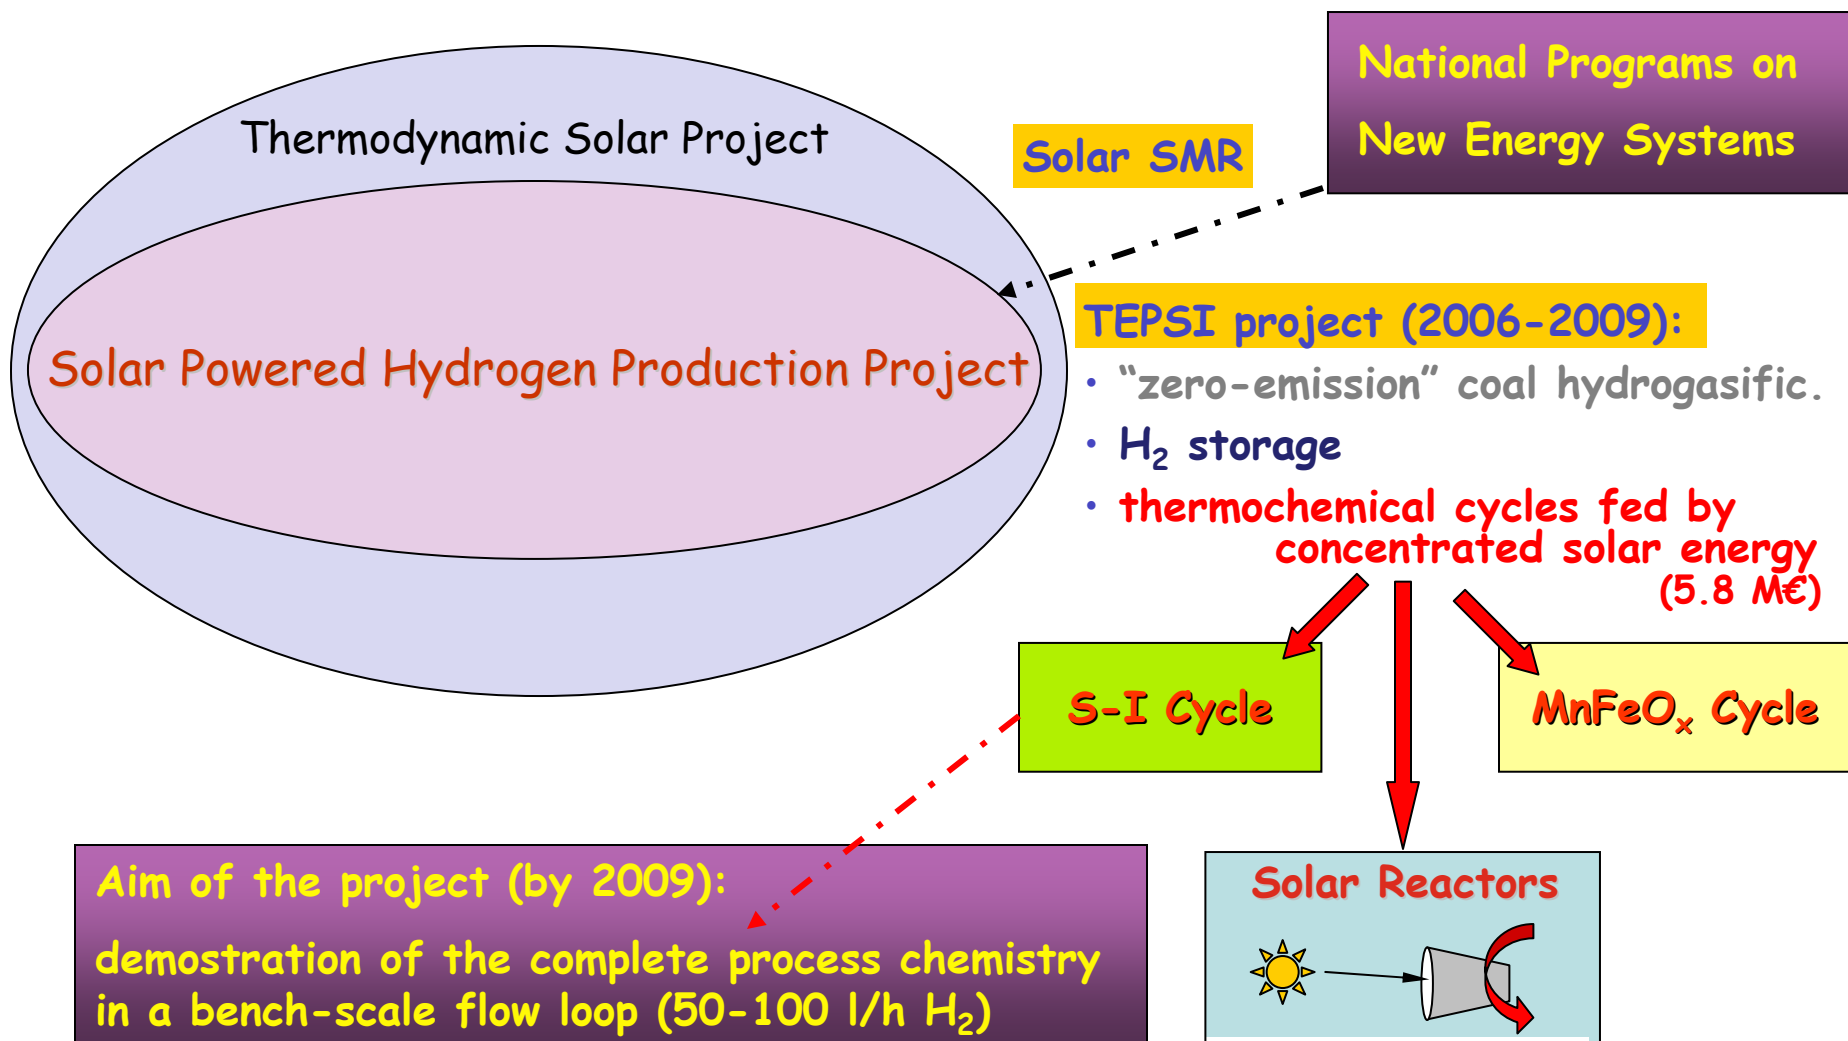 National Programs on
New Energy Systems
Thermodynamic Solar Project
Solar SMR
Solar Powered Hydrogen Production Project
TEPSI project (2006-2009):
• “zero-emission” coal hydrogasific.
• H₂ storage
• thermochemical cycles fed by
concentrated solar energy
(5.8 M€)
S-I Cycle
MnFeOₓ Cycle
Aim of the project (by 2009):
demostration of the complete process chemistry
in a bench-scale flow loop (50-100 l/h H₂)
Solar Reactors